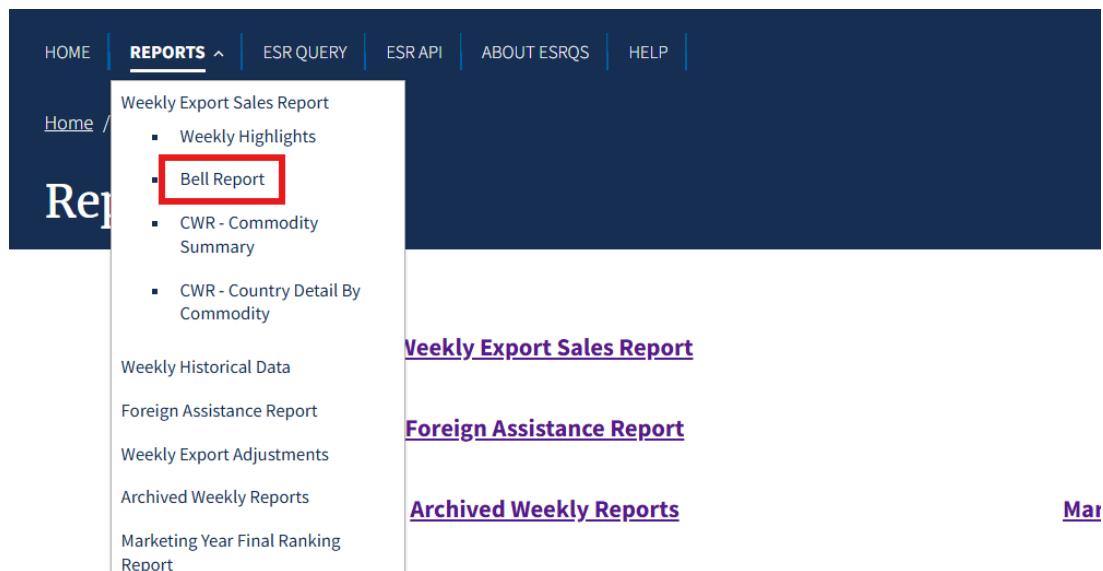 HOME REPORTS ESR QUERY ESR API ABOUT ESRQS HELP
Home /
Rep
Weekly Export Sales Report
Weekly Highlights
Bell Report
CWR - Commodity
Summary
CWR - Country Detail By
Commodity
Weekly Historical Data
Foreign Assistance Report
Weekly Export Adjustments
Archived Weekly Reports
Marketing Year Final Ranking
Report
Weekly Export Sales Report
Foreign Assistance Report
Archived Weekly Reports
Mar